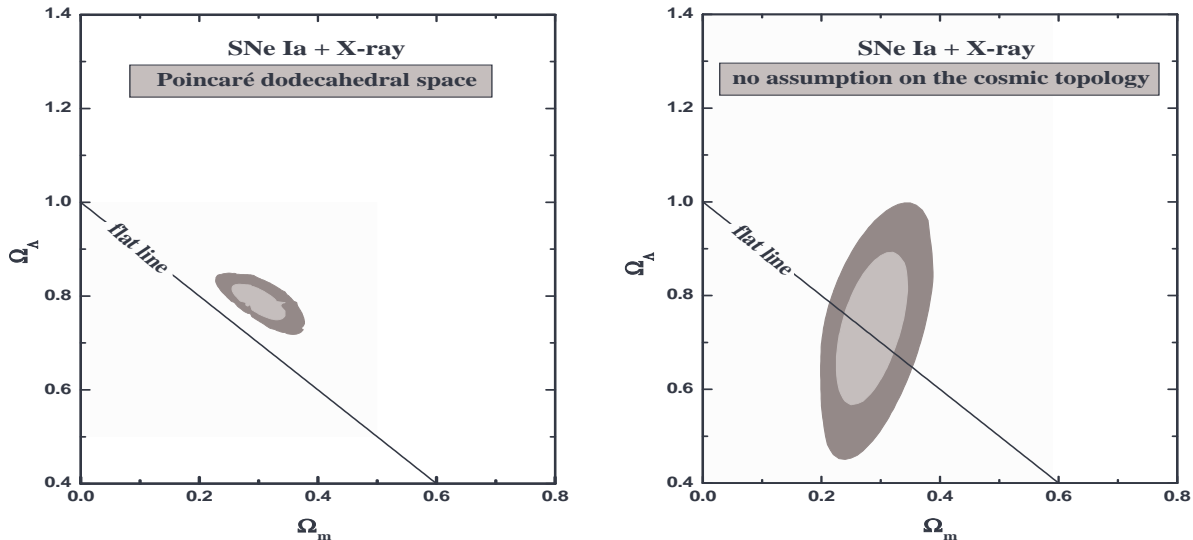 SNe Ia + X-ray
Poincaré dodecahedral space
flat line
1.4
1.2
1.0
0.8
0.6
0.4
0.0
0.2
0.4
0.6
0.8
Ω_Λ
Ω_m
SNe Ia + X-ray
no assumption on the cosmic topology
flat line
1.4
1.2
1.0
0.8
0.6
0.4
0.0
0.2
0.4
0.6
0.8
Ω_Λ
Ω_m